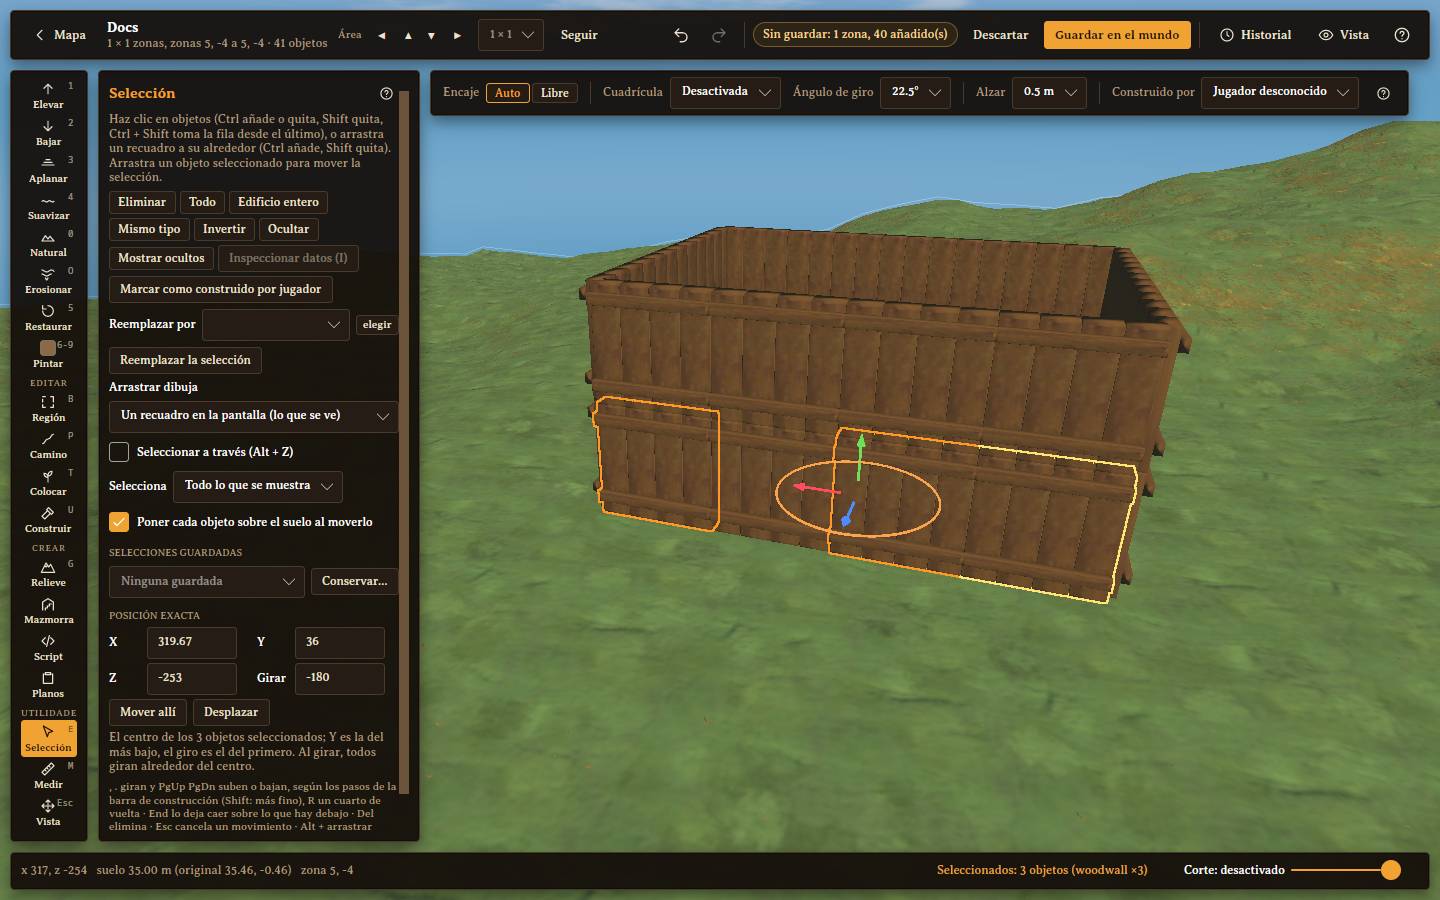 Mapa
Docs
1 × 1 zonas, zonas 5, -4 a 5, -4 · 41 objetos
Área
1 × 1
Seguir
Sin guardar: 1 zona, 40 añadido(s)
Descartar
Guardar en el mundo
Historial
Vista
Elevar 1
Bajar 2
Aplanar 3
Suavizar 4
Natural 0
Erosionar O
Restaurar 5
Pintar 6-9
EDITAR
Región B
Camino P
Colocar T
Construir U
CREAR
Relieve G
Mazmorra
Script
Planos
UTILIDADE
Selección E
Medir M
Vista Esc
Selección
Haz clic en objetos (Ctrl añade o quita, Shift quita,
Ctrl + Shift toma la fila desde el último), o arrastra
un recuadro a su alrededor (Ctrl añade, Shift quita).
Arrastra un objeto seleccionado para mover la
selección.
Eliminar Todo Edificio entero
Mismo tipo Invertir Ocultar
Mostrar ocultos Inspeccionar datos (I)
Marcar como construido por jugador
Reemplazar por elegir
Reemplazar la selección
Arrastrar dibuja
Un recuadro en la pantalla (lo que se ve)
Seleccionar a través (Alt + Z)
Selecciona Todo lo que se muestra
Poner cada objeto sobre el suelo al moverlo
SELECCIONES GUARDADAS
Ninguna guardada Conservar...
POSICIÓN EXACTA
X 319.67 Y 36
Z -253 Girar -180
Mover allí Desplazar
El centro de los 3 objetos seleccionados; Y es la del
más bajo, el giro es el del primero. Al girar, todos
giran alrededor del centro.
, . giran y PgUp PgDn suben o bajan, según los pasos de la
barra de construcción (Shift: más fino), R un cuarto de
vuelta · End lo deja caer sobre lo que hay debajo · Del
elimina · Esc cancela un movimiento · Alt + arrastrar
Encaje Auto Libre Cuadrícula Desactivada Ángulo de giro 22.5° Alzar 0.5 m Construido por Jugador desconocido
x 317, z -254 suelo 35.00 m (original 35.46, -0.46) zona 5, -4
Seleccionados: 3 objetos (woodwall ×3)
Corte: desactivado